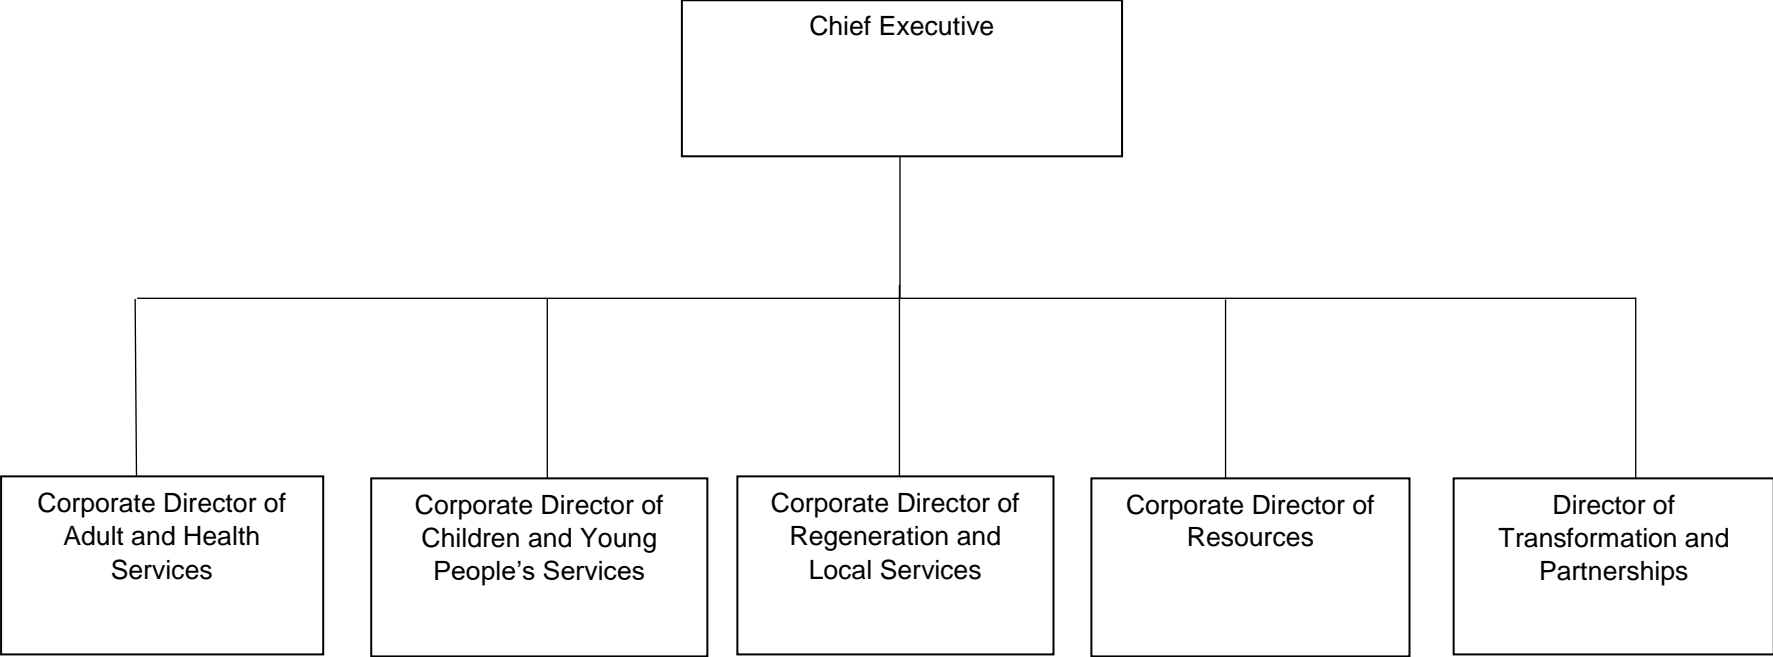 Chief Executive
Corporate Director of
Adult and Health
Services
Corporate Director of
Children and Young
People’s Services
Corporate Director of
Regeneration and
Local Services
Corporate Director of
Resources
Director of
Transformation and
Partnerships